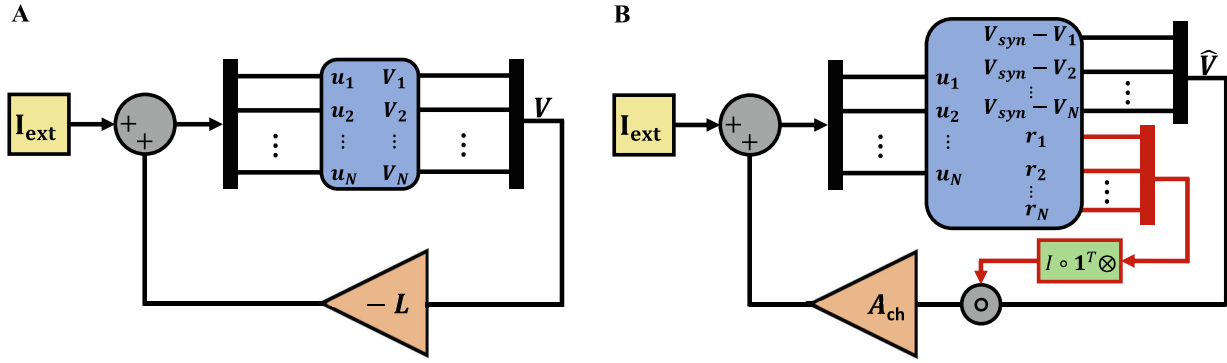 A
I_ext
+
+
u_1 V_1
u_2 V_2
⋮ ⋮ ⋮ ⋮
u_N V_N
V
− L
B
I_ext
+
+
V_syn − V_1
u_1 V_syn − V_2
u_2 ⋮
⋮ ⋮ V_syn − V_N ⋮
r_1
u_N r_2
⋮ ⋮
r_N
V̂
I ∘ 1^T ⊗
A_ch
∘